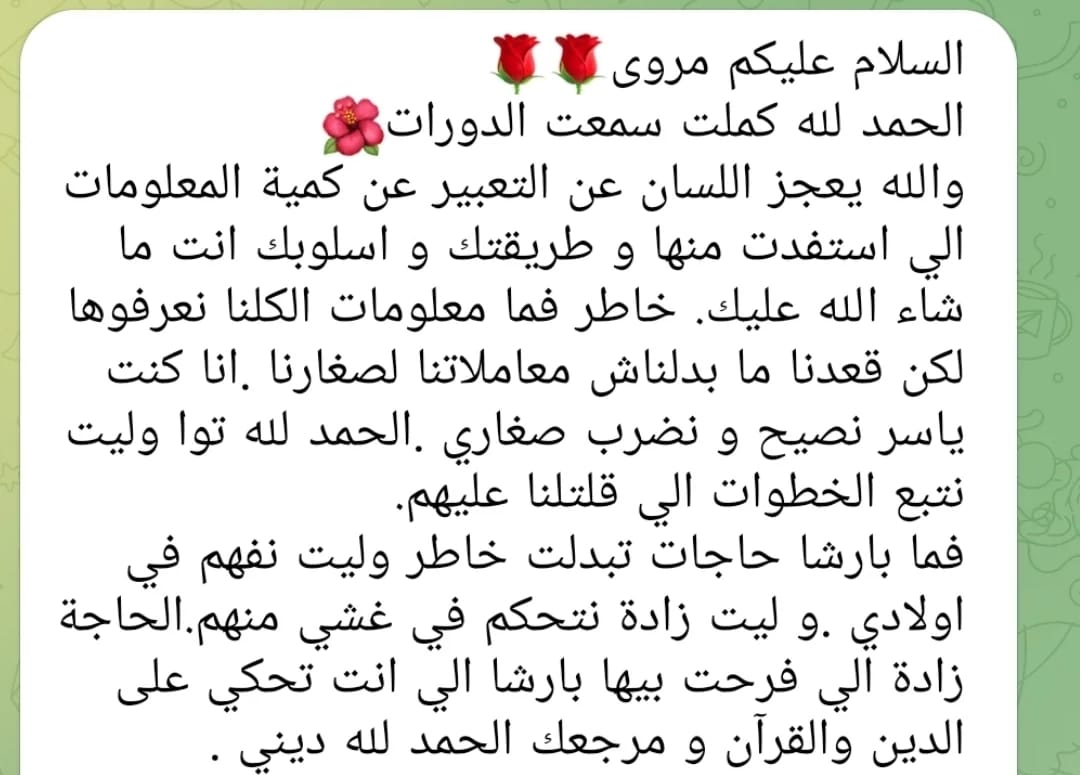 السلام عليكم مروى🌹🌹
الحمد لله كملت سمعت الدورات🌺
والله يعجز اللسان عن التعبير عن كمية المعلومات
الي استفدت منها و طريقتك و اسلوبك انت ما
شاء الله عليك. خاطر فما معلومات الكلنا نعرفوها
لكن قعدنا ما بدلناش معاملاتنا لصغارنا .انا كنت
ياسر نصيح و نضرب صغاري .الحمد لله توا وليت
نتبع الخطوات الي قلتلنا عليهم.
فما بارشا حاجات تبدلت خاطر وليت نفهم في
اولادي .و ليت زادة نتحكم في غشي منهم.الحاجة
زادة الي فرحت بيها بارشا الي انت تحكي على
الدين والقرآن و مرجعك الحمد لله ديني .